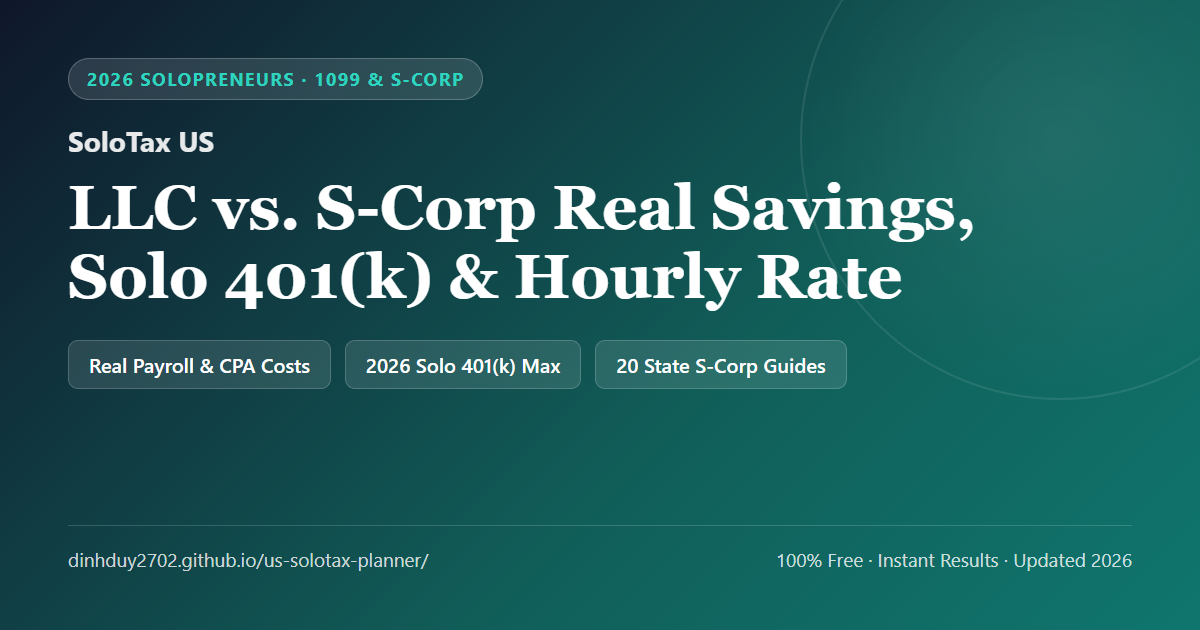 2026 SOLOPRENEURS · 1099 & S-CORP
SoloTax US
LLC vs. S-Corp Real Savings,
Solo 401(k) & Hourly Rate
Real Payroll & CPA Costs
2026 Solo 401(k) Max
20 State S-Corp Guides
dinhduy2702.github.io/us-solotax-planner/
100% Free · Instant Results · Updated 2026